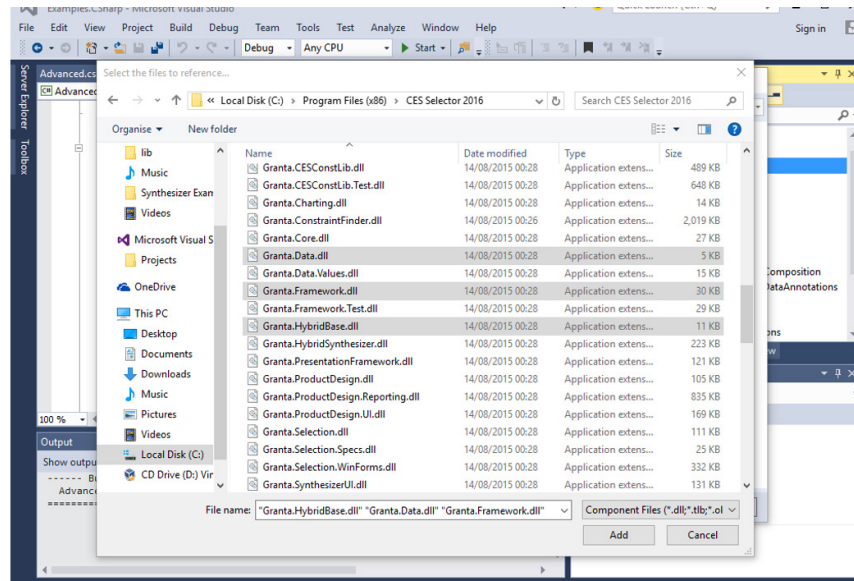 Examples.CSharp - Microsoft Visual Studio
File Edit View Project Build Debug Team Tools Test Analyze Window Help Sign in
Debug Any CPU Start
Server Explorer
Toolbox
Advanced.cs
C# Advanced
Select the files to reference...
« Local Disk (C:) > Program Files (x86) > CES Selector 2016 Search CES Selector 2016
Organise New folder
lib
Music
Synthesizer Exam
Videos
Microsoft Visual S
Projects
OneDrive
This PC
Desktop
Documents
Downloads
Music
Pictures
Videos
Local Disk (C:)
CD Drive (D:) Vir
Name Date modified Type Size
Granta.CESConstLib.dll 14/08/2015 00:28 Application extens... 489 KB
Granta.CESConstLib.Test.dll 14/08/2015 00:28 Application extens... 648 KB
Granta.Charting.dll 14/08/2015 00:28 Application extens... 14 KB
Granta.ConstraintFinder.dll 14/08/2015 00:26 Application extens... 2,019 KB
Granta.Core.dll 14/08/2015 00:28 Application extens... 27 KB
Granta.Data.dll 14/08/2015 00:28 Application extens... 5 KB
Granta.Data.Values.dll 14/08/2015 00:28 Application extens... 15 KB
Granta.Framework.dll 14/08/2015 00:28 Application extens... 30 KB
Granta.Framework.Test.dll 14/08/2015 00:28 Application extens... 29 KB
Granta.HybridBase.dll 14/08/2015 00:28 Application extens... 11 KB
Granta.HybridSynthesizer.dll 14/08/2015 00:28 Application extens... 223 KB
Granta.PresentationFramework.dll 14/08/2015 00:28 Application extens... 121 KB
Granta.ProductDesign.dll 14/08/2015 00:28 Application extens... 105 KB
Granta.ProductDesign.Reporting.dll 14/08/2015 00:28 Application extens... 835 KB
Granta.ProductDesign.UI.dll 14/08/2015 00:28 Application extens... 169 KB
Granta.Selection.dll 14/08/2015 00:28 Application extens... 111 KB
Granta.Selection.Specs.dll 14/08/2015 00:28 Application extens... 25 KB
Granta.Selection.WinForms.dll 14/08/2015 00:28 Application extens... 332 KB
Granta.SynthesizerUI.dll 14/08/2015 00:28 Application extens... 131 KB
File name: "Granta.HybridBase.dll" "Granta.Data.dll" "Granta.Framework.dll" Component Files (*.dll;*.tlb;*.ol
Add Cancel
Composition
DataAnnotations
ons
100 %
Output
Show outpu
------ Bu
Advance